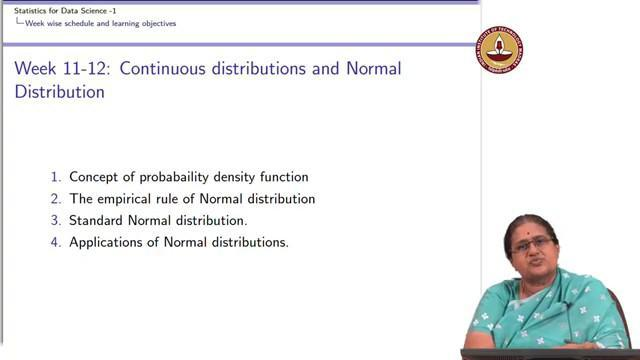 Statistics for Data Science -1
Week wise schedule and learning objectives
Week 11-12: Continuous distributions and Normal
Distribution
1. Concept of probabaility density function
2. The empirical rule of Normal distribution
3. Standard Normal distribution.
4. Applications of Normal distributions.